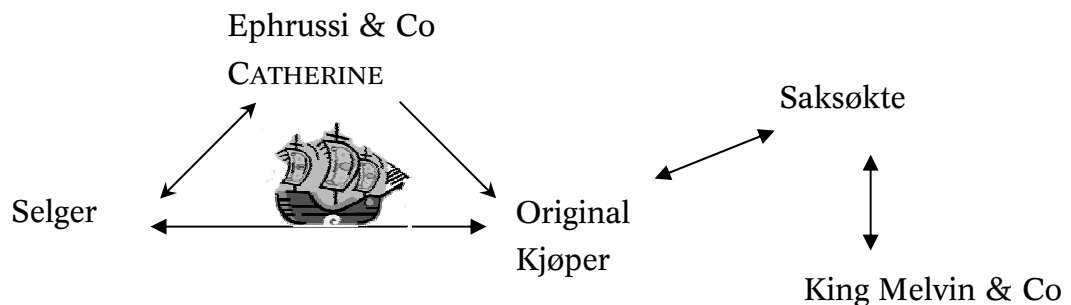 Ephrussi & Co
CATHERINE
Saksøkte
Selger
Original
Kjøper
King Melvin & Co